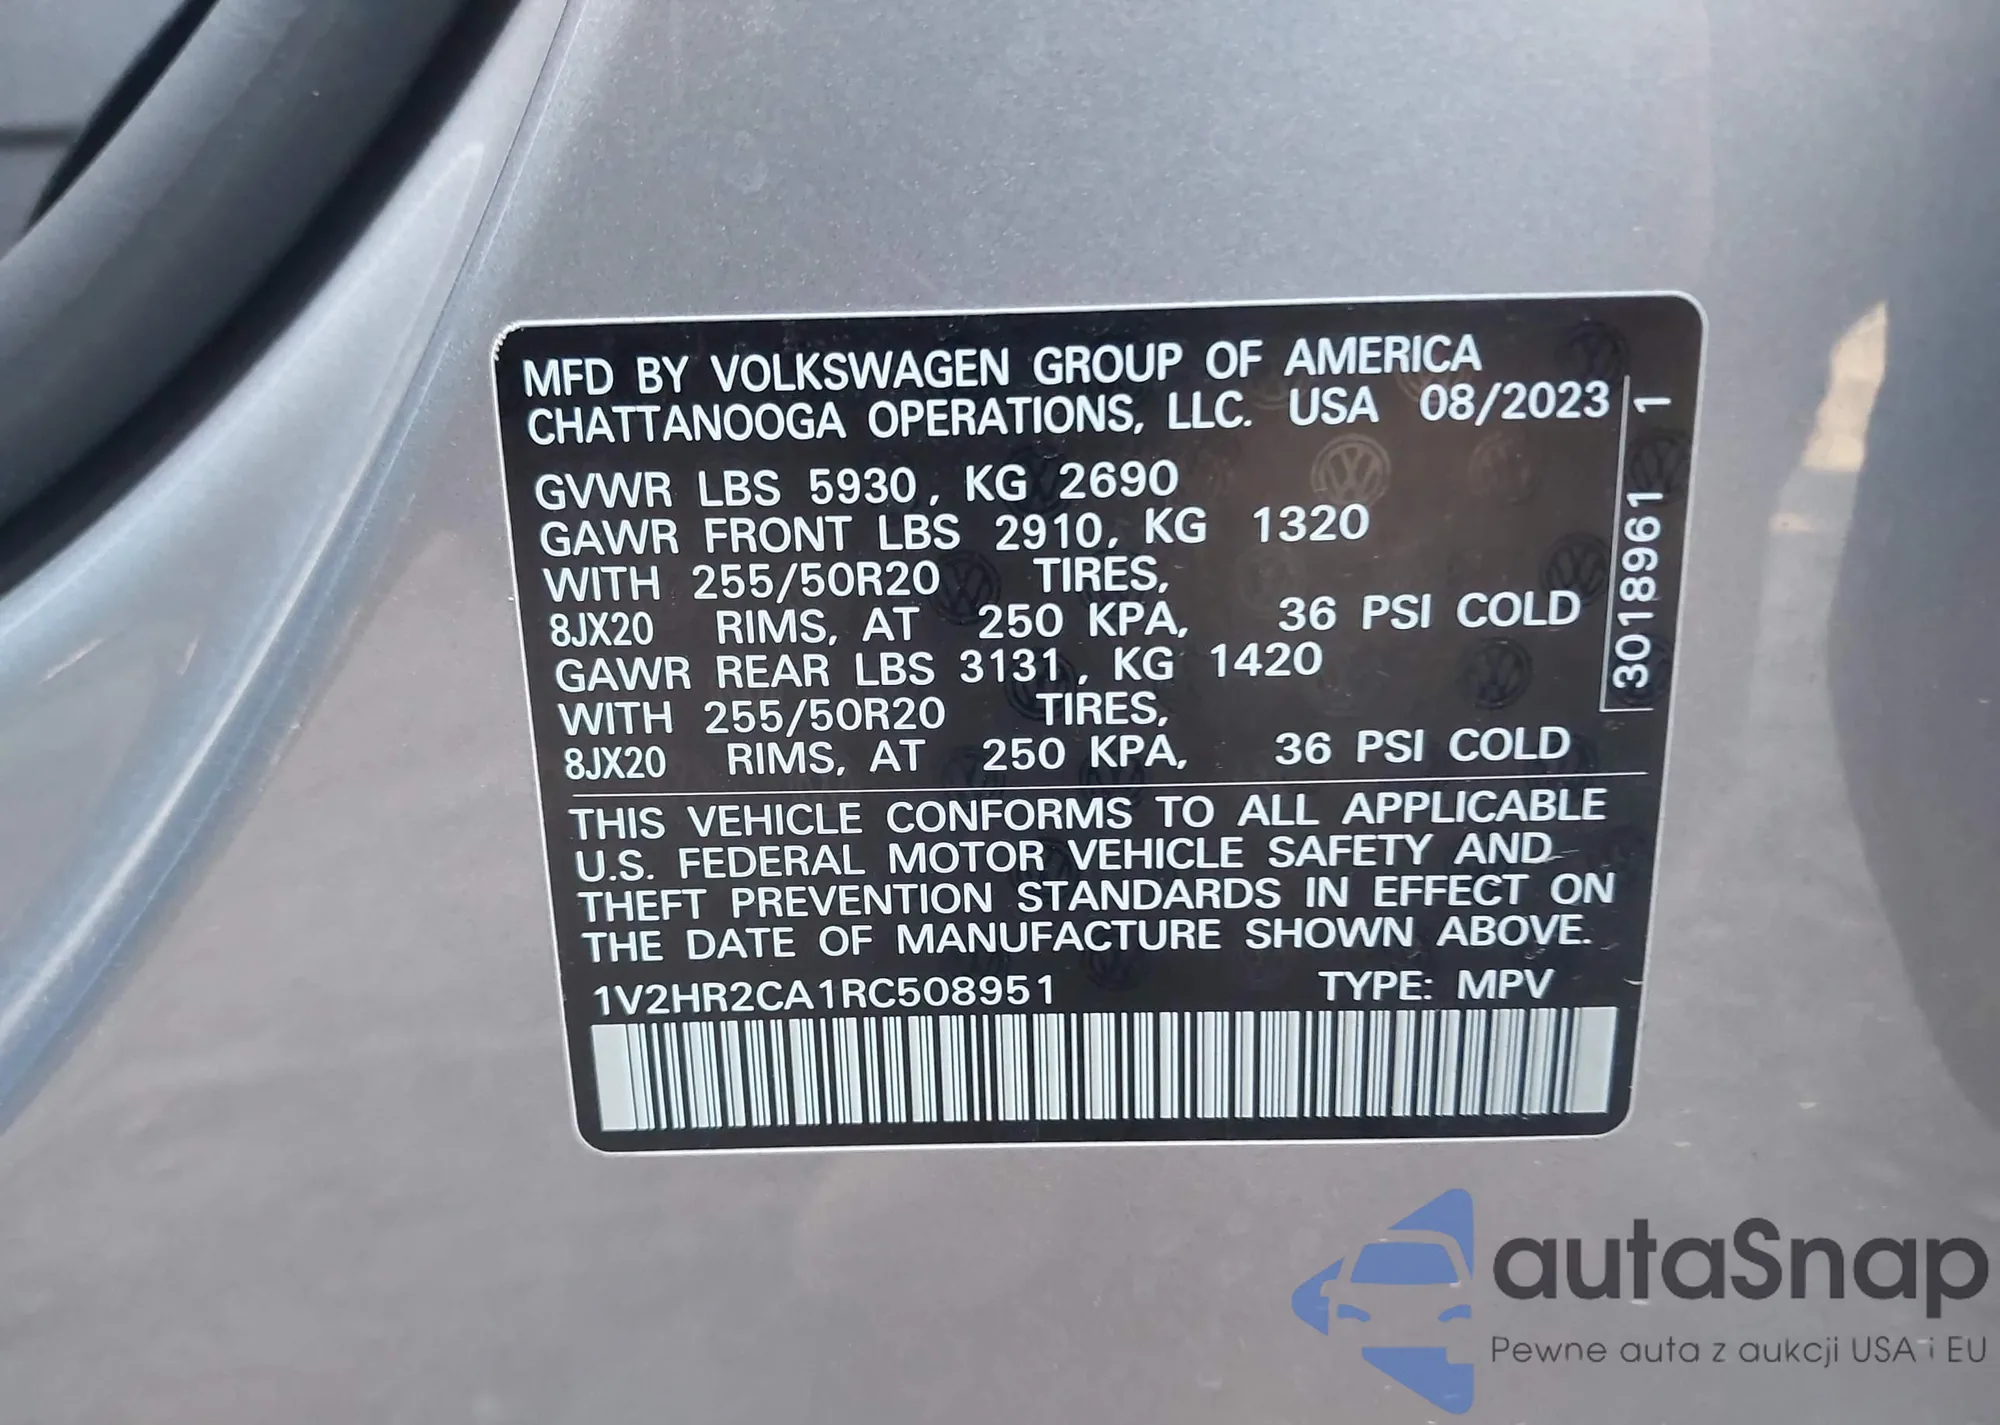 MFD BY VOLKSWAGEN GROUP OF AMERICA
CHATTANOOGA OPERATIONS, LLC. USA 08/2023
GVWR LBS 5930, KG 2690
GAWR FRONT LBS 2910, KG 1320
WITH 255/50R20 TIRES,
8JX20 RIMS, AT 250 KPA, 36 PSI COLD
GAWR REAR LBS 3131, KG 1420
WITH 255/50R20 TIRES,
8JX20 RIMS, AT 250 KPA, 36 PSI COLD
3018961 1
THIS VEHICLE CONFORMS TO ALL APPLICABLE
U.S. FEDERAL MOTOR VEHICLE SAFETY AND
THEFT PREVENTION STANDARDS IN EFFECT ON
THE DATE OF MANUFACTURE SHOWN ABOVE.
1V2HR2CA1RC508951 TYPE: MPV
autaSnap
Pewne auta z aukcji USA i EU